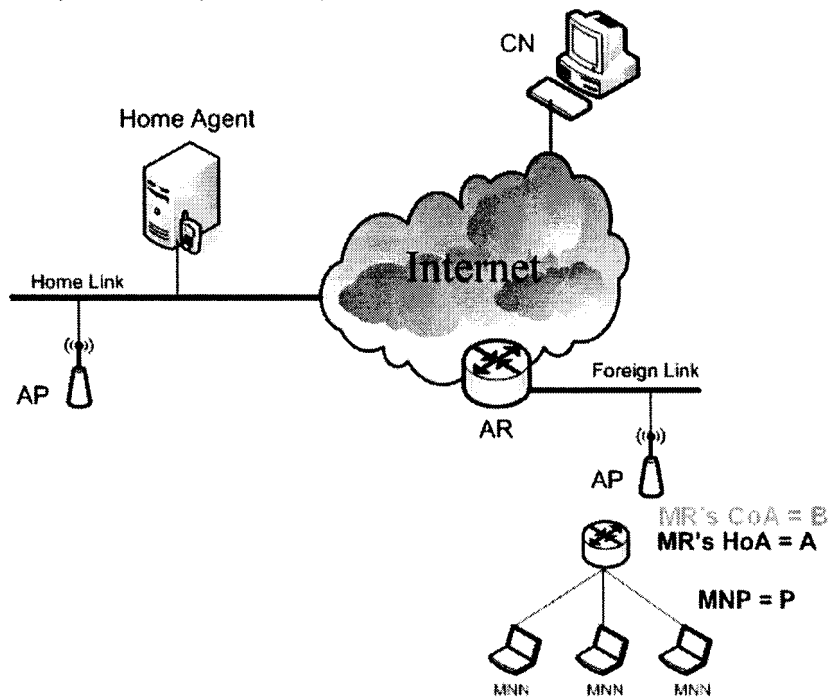 CN
Home Agent
Internet
Home Link
AP
Foreign Link
AR
AP
MR's CoA = B
MR's HoA = A
MNP = P
MNN MNN MNN